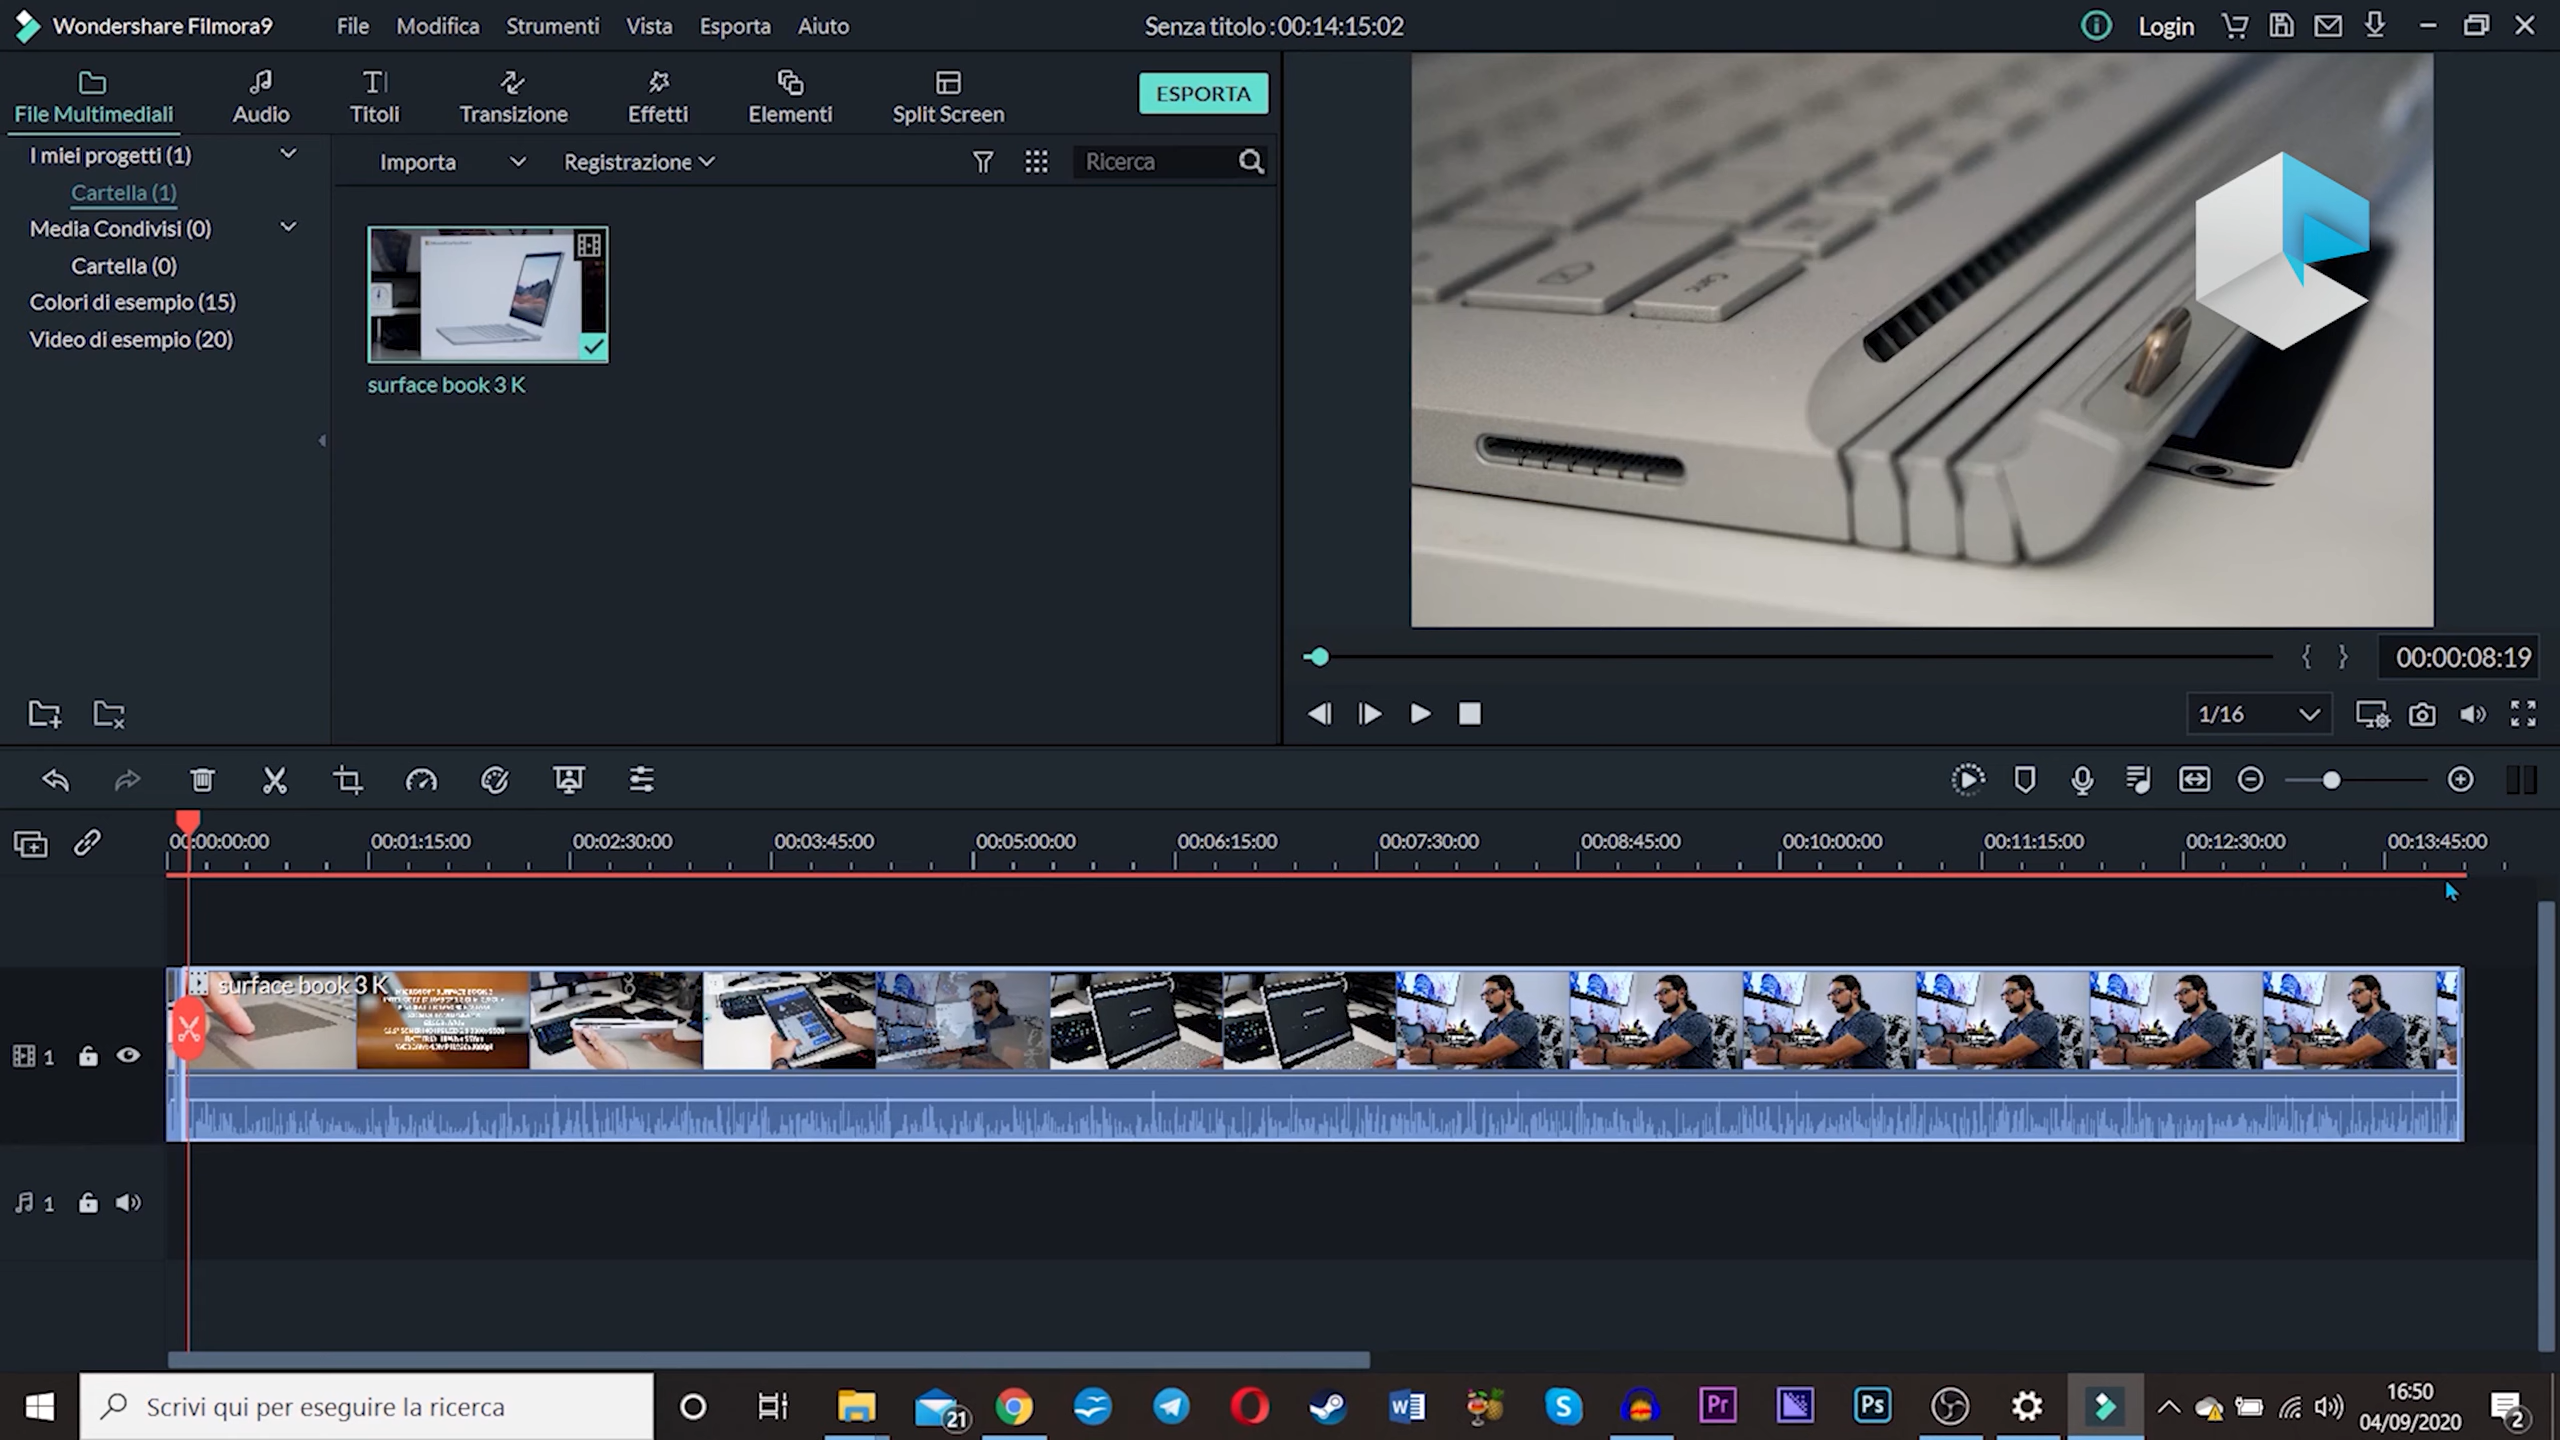 Wondershare Filmora9
File Modifica Strumenti Vista Esporta Aiuto
Senza titolo : 00:14:15:02
Login
File Multimediali Audio Titoli Transizione Effetti Elementi Split Screen
ESPORTA
I miei progetti (1)
Cartella (1)
Media Condivisi (0)
Cartella (0)
Colori di esempio (15)
Video di esempio (20)
Importa Registrazione Ricerca
surface book 3 K
00:00:08:19
1/16
00:00:00:00 00:01:15:00 00:02:30:00 00:03:45:00 00:05:00:00 00:06:15:00 00:07:30:00 00:08:45:00 00:10:00:00 00:11:15:00 00:12:30:00 00:13:45:00
surface book 3 K
1
1
Scrivi qui per eseguire la ricerca
21
W
S
Pr
Ps
16:50
04/09/2020
2